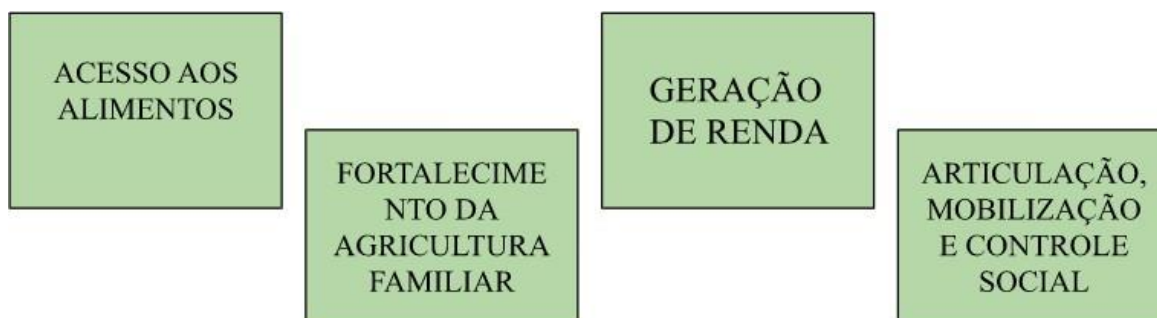 ACESSO AOS
ALIMENTOS
FORTALECIME
NTO DA
AGRICULTURA
FAMILIAR
GERAÇÃO
DE RENDA
ARTICULAÇÃO,
MOBILIZAÇÃO
E CONTROLE
SOCIAL